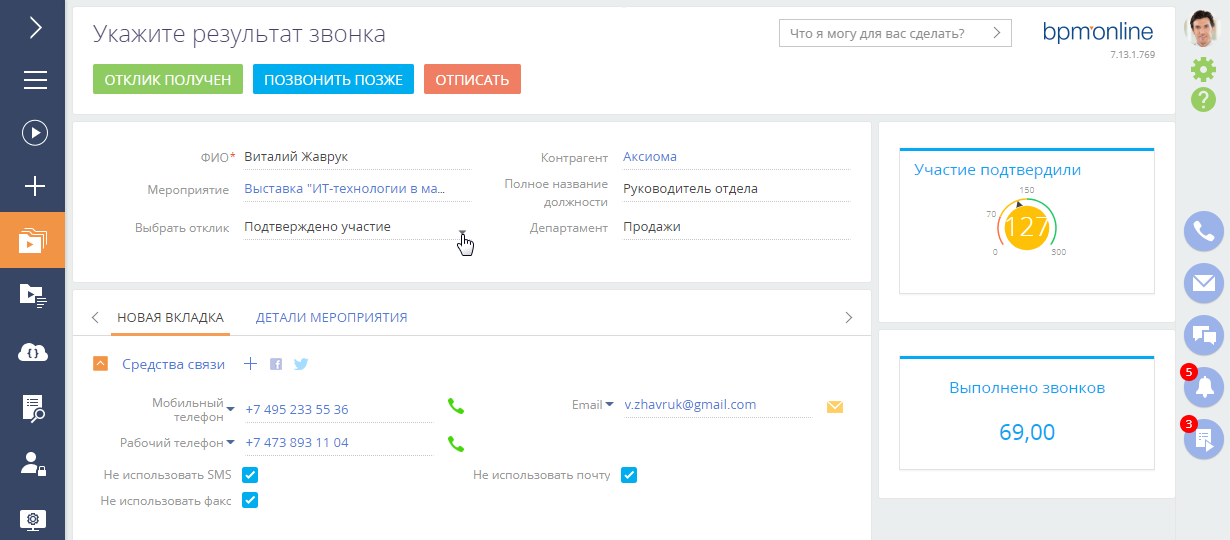 Укажите результат звонка
Что я могу для вас сделать?
bpmonline
7.13.1.769
ОТКЛИК ПОЛУЧЕН
ПОЗВОНИТЬ ПОЗЖЕ
ОТПИСАТЬ
ФИО* Виталий Жаврук
Контрагент Аксиома
Мероприятие Выставка "ИТ-технологии в ма...
Полное название
должности
Руководитель отдела
Выбрать отклик Подтверждено участие
Департамент Продажи
Участие подтвердили
150
70
127
0
300
НОВАЯ ВКЛАДКА
ДЕТАЛИ МЕРОПРИЯТИЯ
Средства связи
Мобильный
телефон
+7 495 233 55 36
Email v.zhavruk@gmail.com
Рабочий телефон +7 473 893 11 04
Не использовать SMS
Не использовать почту
Не использовать факс
Выполнено звонков
69,00
5
3